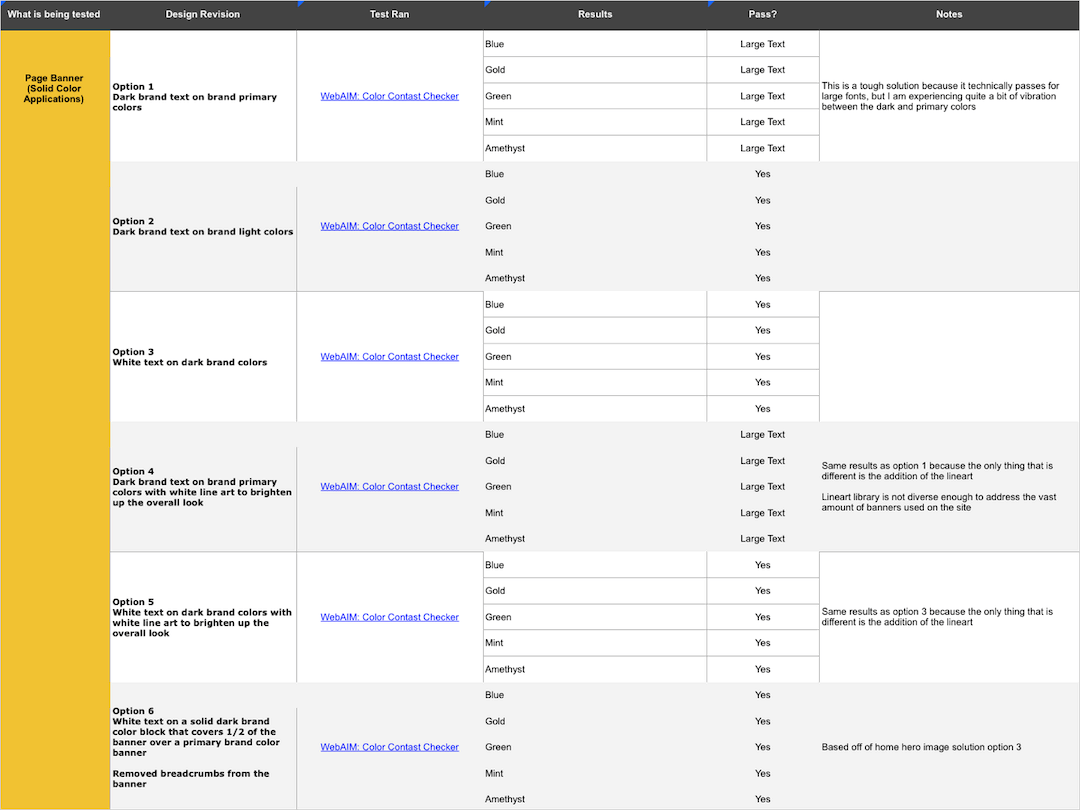 What is being tested Design Revision Test Ran Results Pass? Notes
Page Banner
(Solid Color
Applications)
Option 1
Dark brand text on brand primary
colors
WebAIM: Color Contast Checker
Blue Large Text
Gold Large Text
Green Large Text
Mint Large Text
Amethyst Large Text
This is a tough solution because it technically passes for
large fonts, but I am experiencing quite a bit of vibration
between the dark and primary colors
Option 2
Dark brand text on brand light colors
WebAIM: Color Contast Checker
Blue Yes
Gold Yes
Green Yes
Mint Yes
Amethyst Yes
Option 3
White text on dark brand colors
WebAIM: Color Contast Checker
Blue Yes
Gold Yes
Green Yes
Mint Yes
Amethyst Yes
Option 4
Dark brand text on brand primary
colors with white line art to brighten
up the overall look
WebAIM: Color Contast Checker
Blue Large Text
Gold Large Text
Green Large Text
Mint Large Text
Amethyst Large Text
Same results as option 1 because the only thing that is
different is the addition of the lineart
Lineart library is not diverse enough to address the vast
amount of banners used on the site
Option 5
White text on dark brand colors with
white line art to brighten up the
overall look
WebAIM: Color Contast Checker
Blue Yes
Gold Yes
Green Yes
Mint Yes
Amethyst Yes
Same results as option 3 because the only thing that is
different is the addition of the lineart
Option 6
White text on a solid dark brand
color block that covers 1/2 of the
banner over a primary brand color
banner
Removed breadcrumbs from the
banner
WebAIM: Color Contast Checker
Blue Yes
Gold Yes
Green Yes
Mint Yes
Amethyst Yes
Based off of home hero image solution option 3